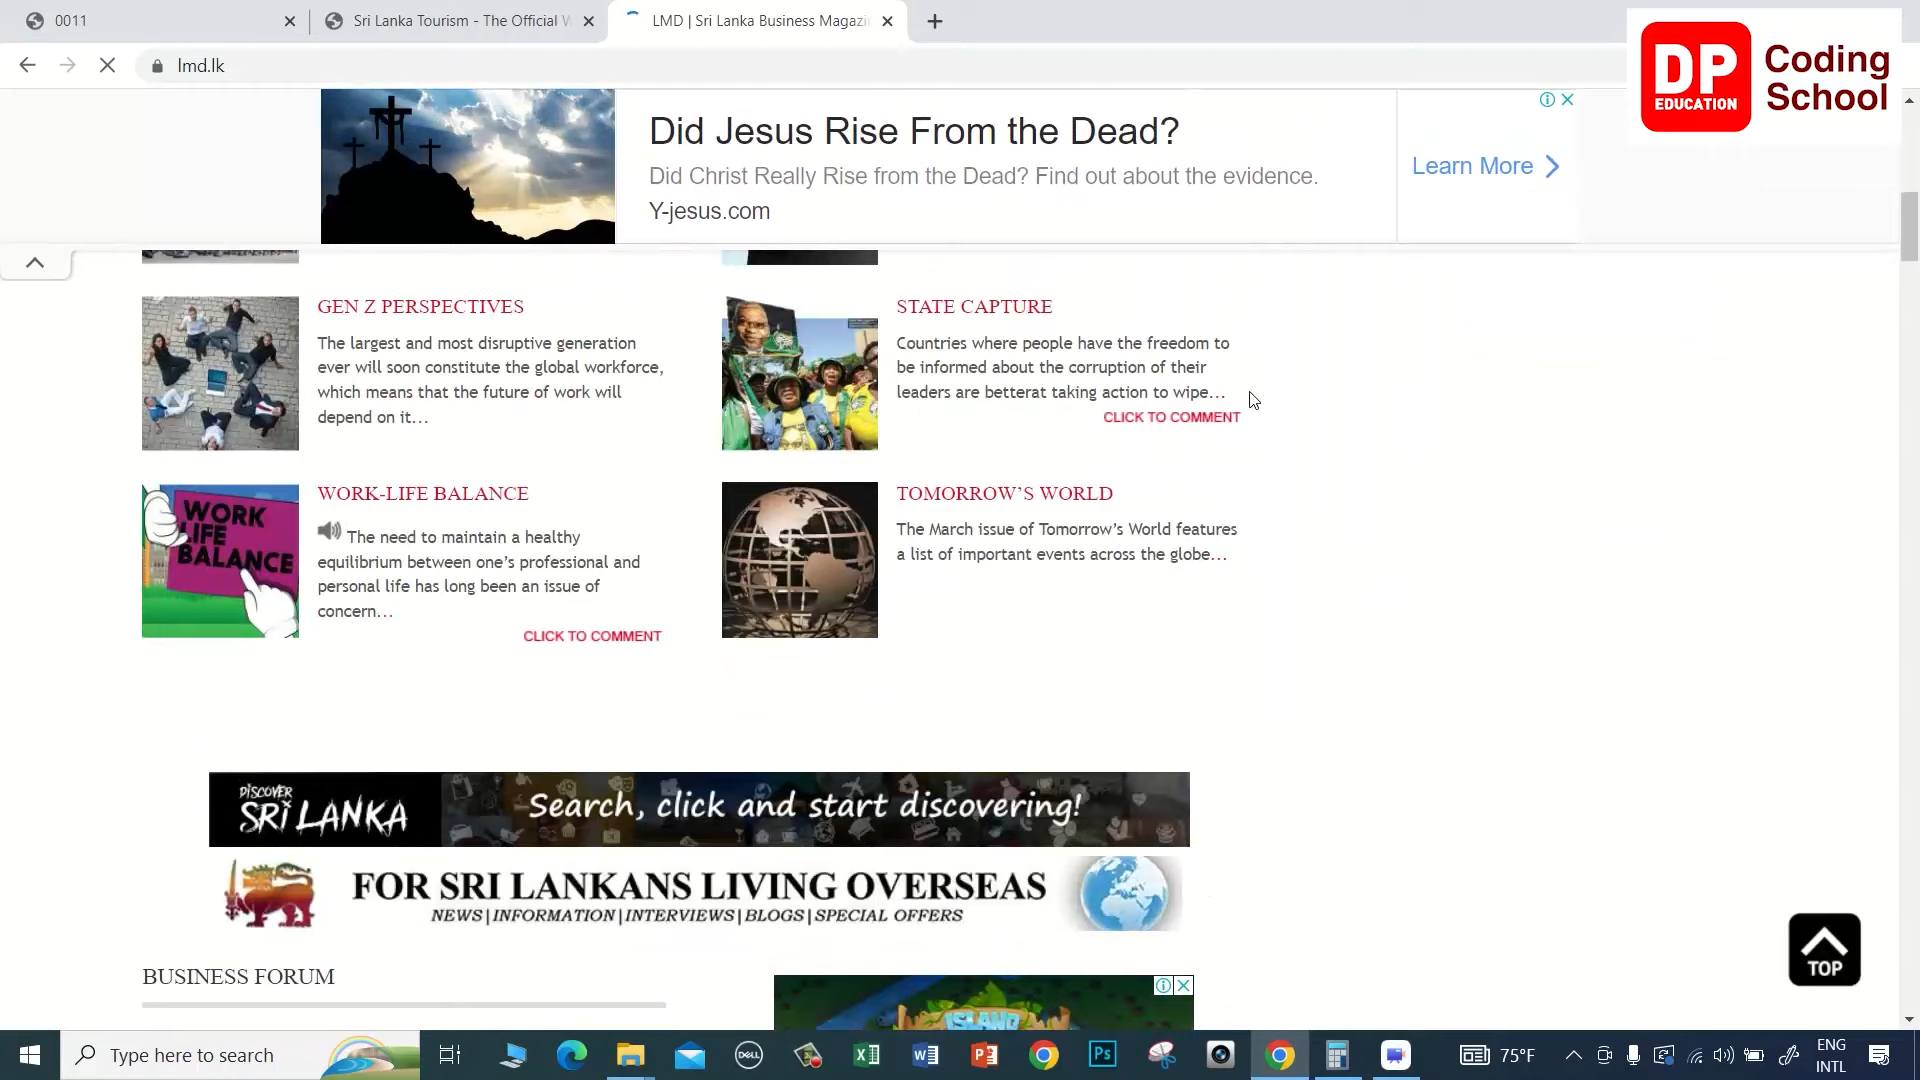 0011
Sri Lanka Tourism - The Official W
LMD | Sri Lanka Business Magazi
lmd.lk
DP
EDUCATION
Coding
School
Did Jesus Rise From the Dead?
Did Christ Really Rise from the Dead? Find out about the evidence.
Y-jesus.com
Learn More
GEN Z PERSPECTIVES
The largest and most disruptive generation
ever will soon constitute the global workforce,
which means that the future of work will
depend on it...
STATE CAPTURE
Countries where people have the freedom to
be informed about the corruption of their
leaders are betterat taking action to wipe...
CLICK TO COMMENT
WORK
LIFE
BALANCE
WORK-LIFE BALANCE
The need to maintain a healthy
equilibrium between one's professional and
personal life has long been an issue of
concern...
CLICK TO COMMENT
TOMORROW'S WORLD
The March issue of Tomorrow's World features
a list of important events across the globe...
DISCOVER
SRI LANKA
Search, click and start discovering!
FOR SRI LANKANS LIVING OVERSEAS
NEWS | INFORMATION | INTERVIEWS | BLOGS | SPECIAL OFFERS
BUSINESS FORUM
ISLAND
TOP
Type here to search
DELL
75°F
ENG
INTL